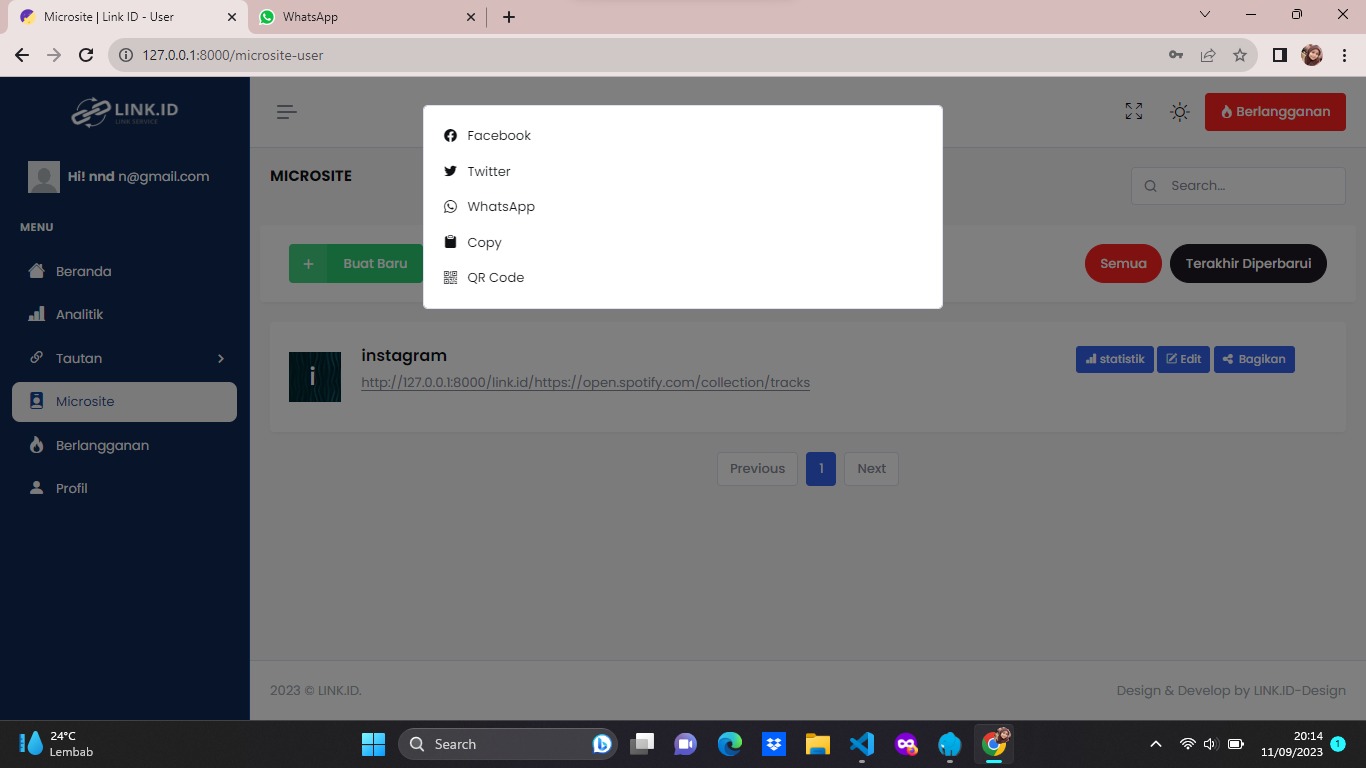 Microsite | Link ID - User
WhatsApp
127.0.0.1:8000/microsite-user
LINK.ID
LINK SERVICE
Berlangganan
Hi! nnd n@gmail.com
MENU
Beranda
Analitik
Tautan
Microsite
Berlangganan
Profil
MICROSITE
Search...
Facebook
Twitter
WhatsApp
Copy
QR Code
+ Buat Baru
Semua
Terakhir Diperbarui
i
instagram
http://127.0.0.1:8000/link.id/https://open.spotify.com/collection/tracks
statistik
Edit
Bagikan
Previous 1 Next
2023 © LINK.ID.
Design & Develop by LINK.ID-Design
24°C
Lembab
Search
20:14
11/09/2023
1